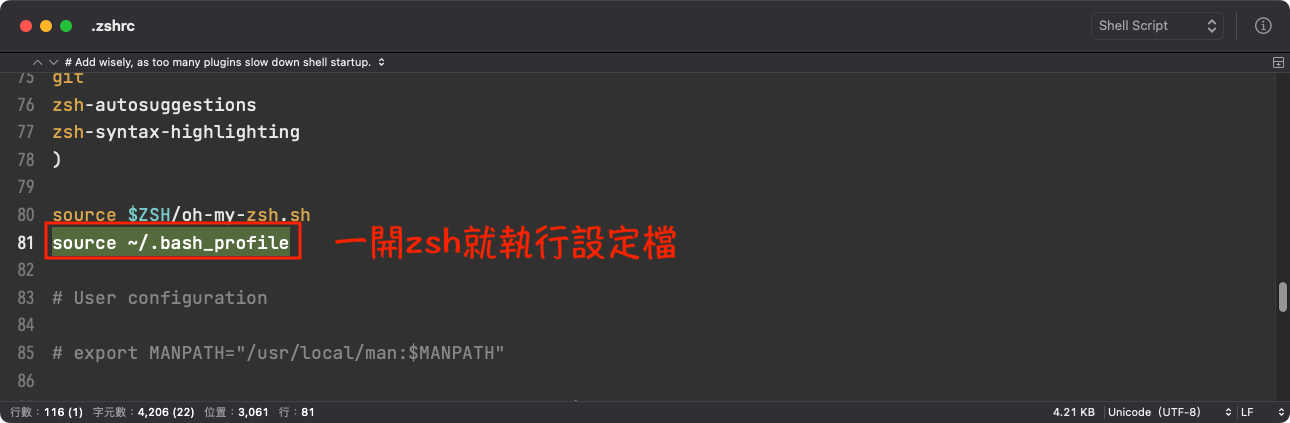 .zshrc
Shell Script
# Add wisely, as too many plugins slow down shell startup.
75 git
76 zsh-autosuggestions
77 zsh-syntax-highlighting
78 )
79
80 source $ZSH/oh-my-zsh.sh
81 source ~/.bash_profile 一開zsh就執行設定檔
82
83 # User configuration
84
85 # export MANPATH="/usr/local/man:$MANPATH"
86
行數：116 (1) 字元數：4,206 (22) 位置：3,061 行：81 4.21 KB Unicode (UTF-8) LF